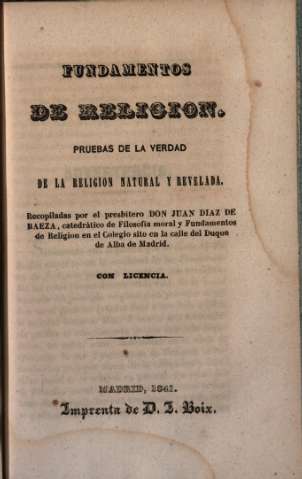 FUNDAMENTOS
DE RELIGION.
PRUEBAS DE LA VERDAD
DE LA RELIGION NATURAL Y REVELADA.
Recopiladas por el presbitero DON JUAN DIAZ DE
BAEZA, catedrático de Filosofía moral y Fundamentos
de Religion en el Colegio sito en la calle del Duque
de Alba de Madrid.
CON LICENCIA.
MADRID, 1841.
Imprenta de D. I. Boix.